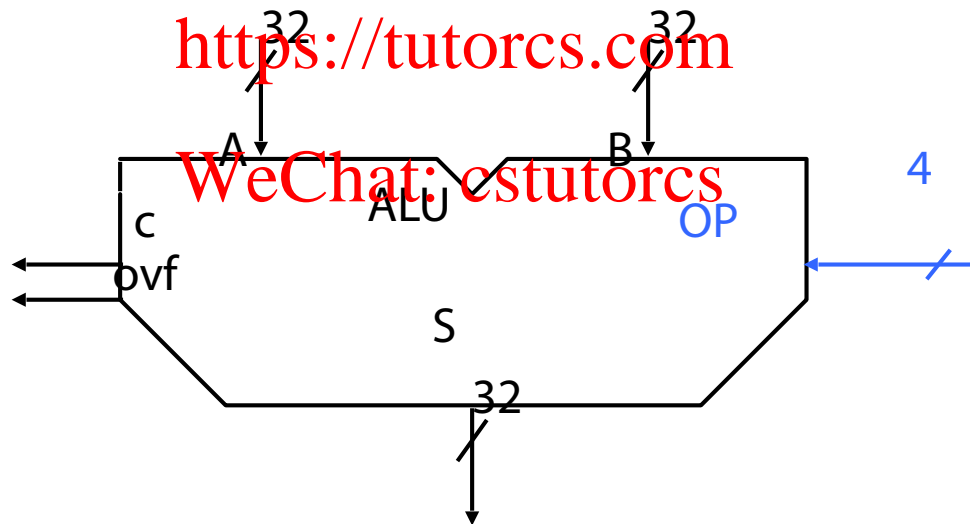 32 32
https://tutorcs.com
A B
WeChat: cstutorcs
4
ALU
c OP
ovf
S
32